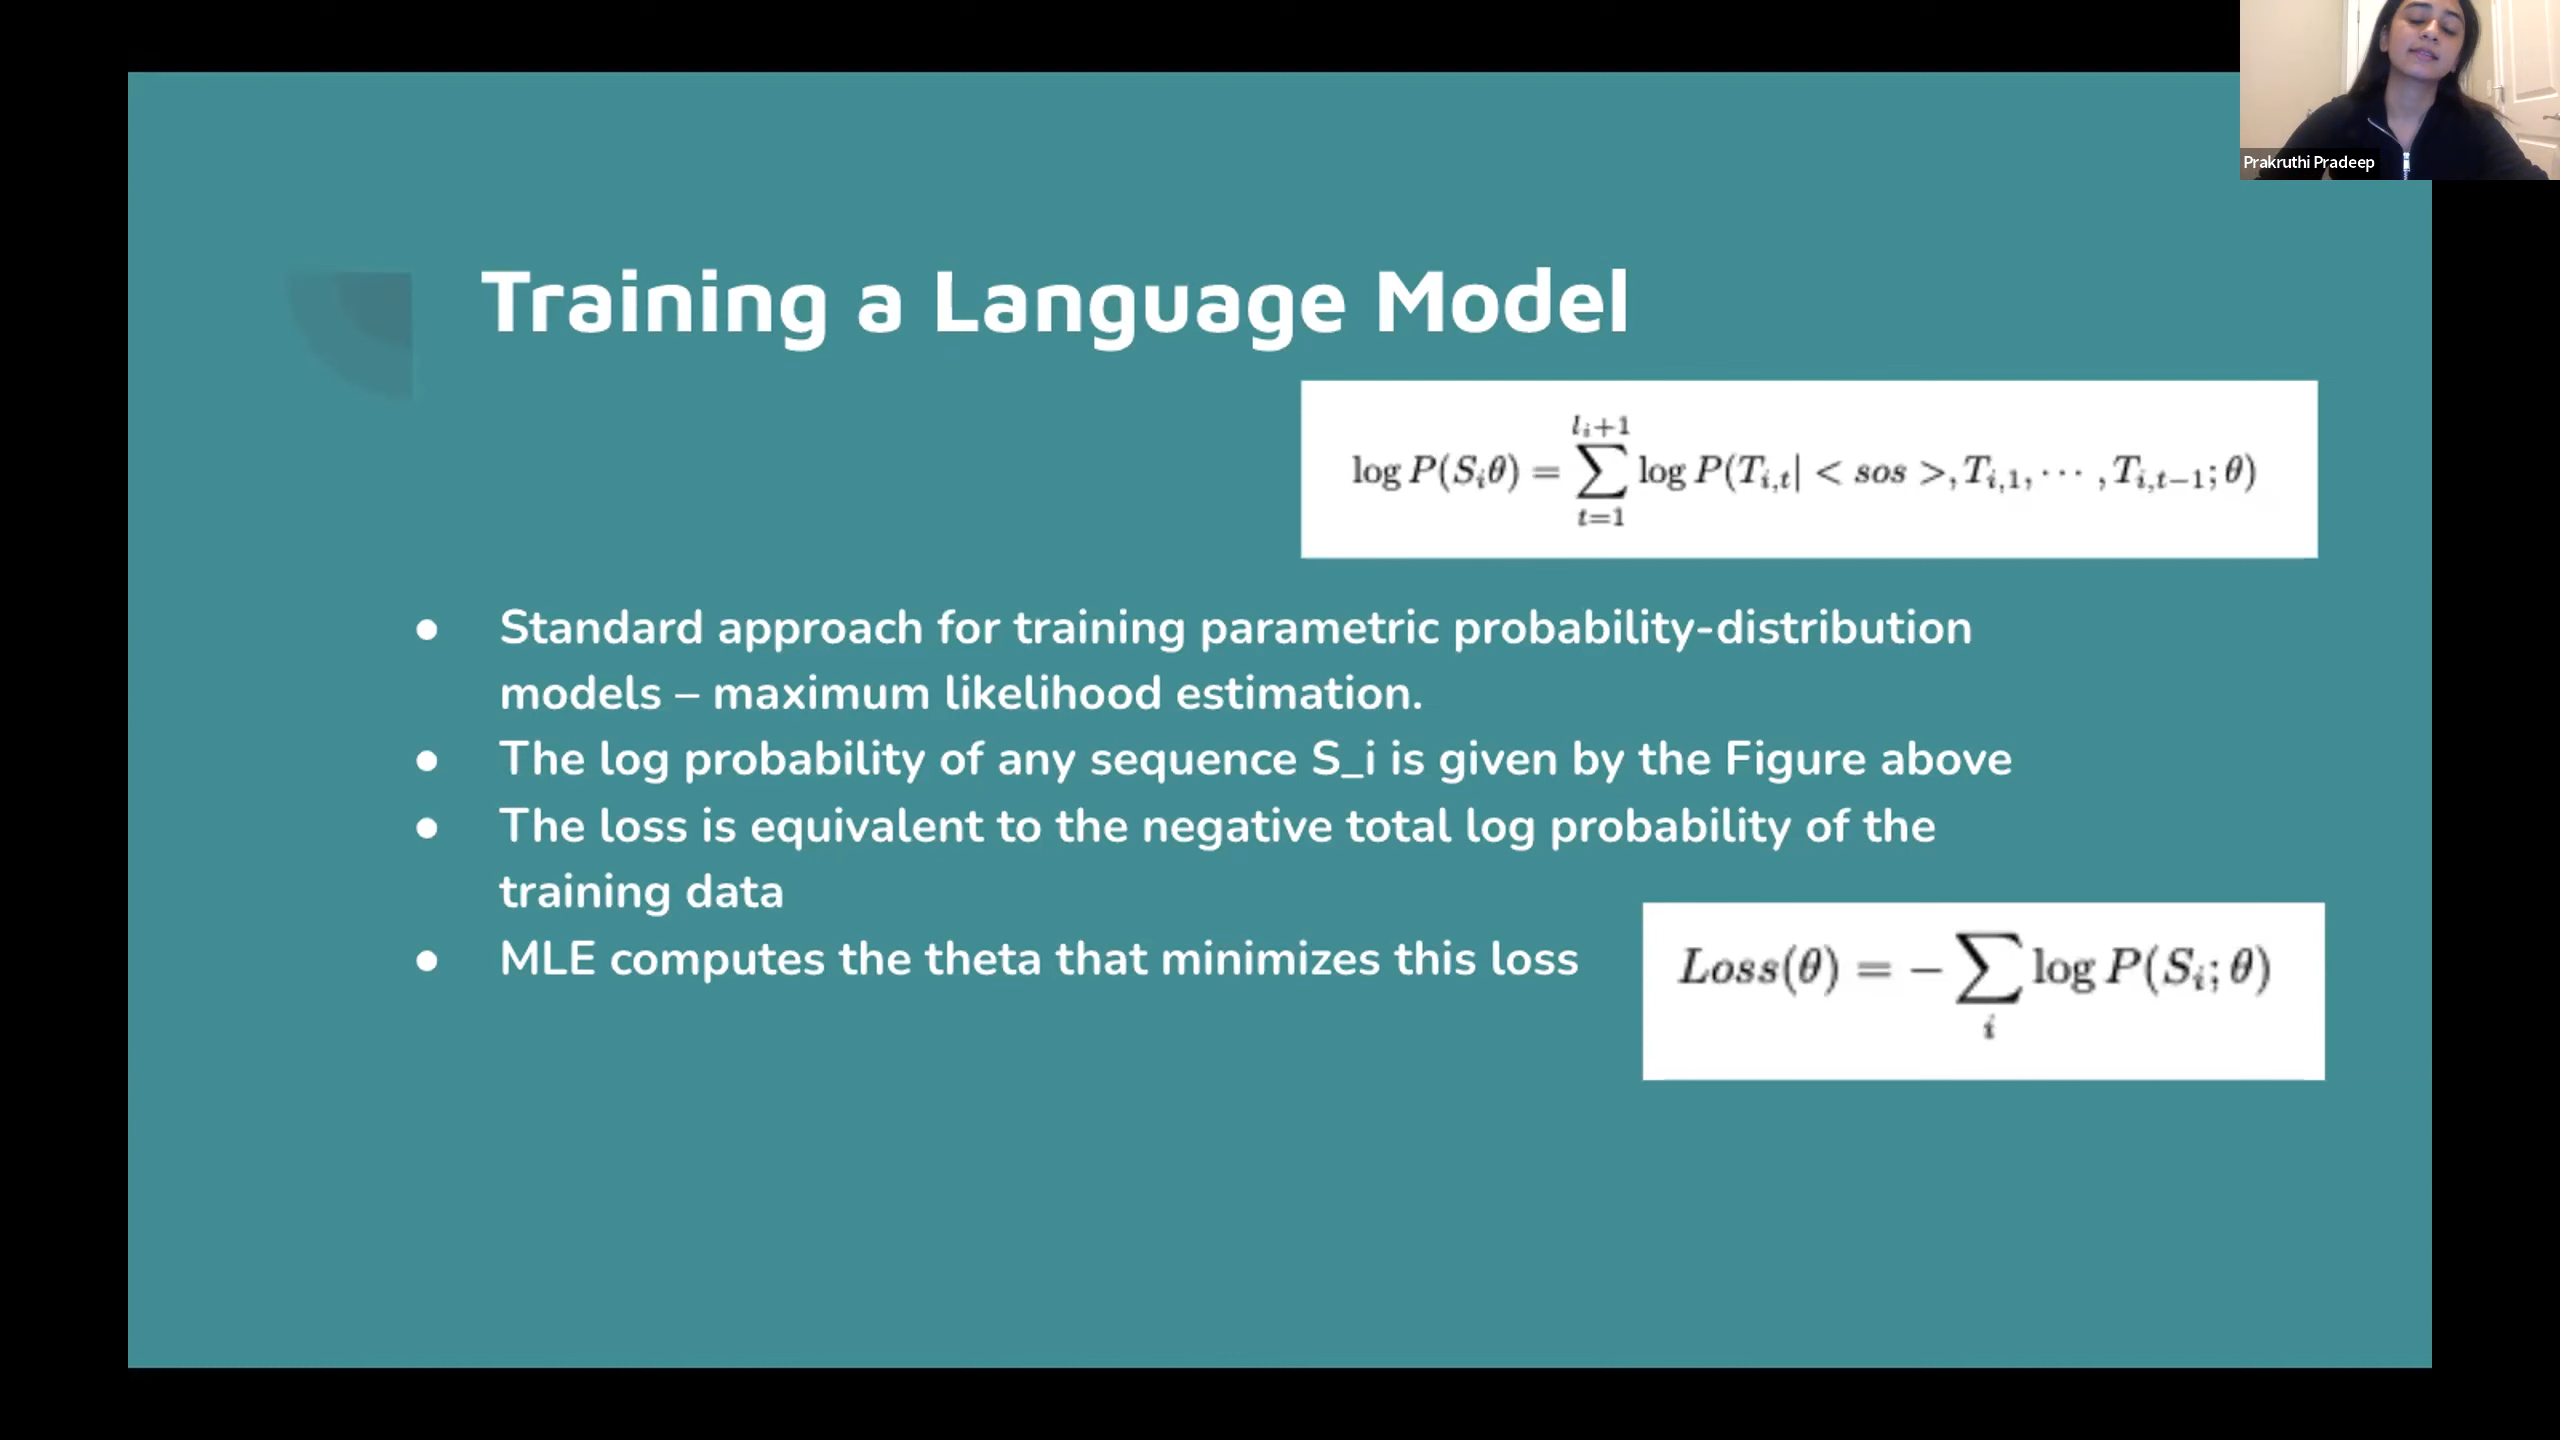 Prakruthi Pradeep
Training a Language Model
log P(S_iθ) = \sum_{t=1}^{l_i+1} log P(T_{i,t}| < sos >, T_{i,1}, ⋯ , T_{i,t−1}; θ)
● Standard approach for training parametric probability-distribution
models – maximum likelihood estimation.
● The log probability of any sequence S_i is given by the Figure above
● The loss is equivalent to the negative total log probability of the
training data
● MLE computes the theta that minimizes this loss
Loss(θ) = − \sum_i log P(S_i; θ)